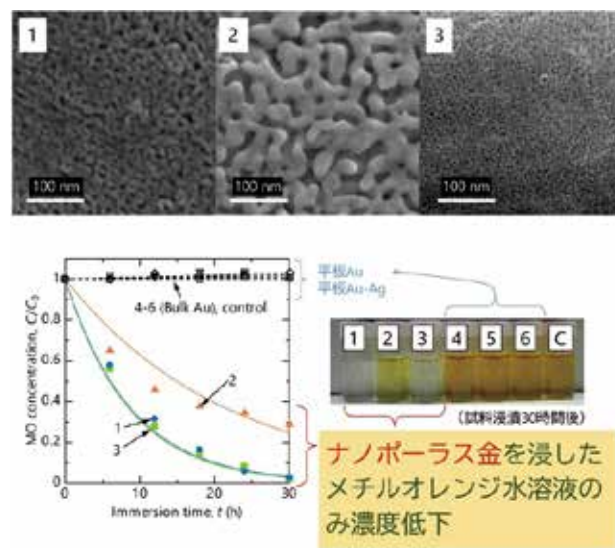 1
2
3
100 nm
100 nm
100 nm
MO concentration, C/C₀
1
0.8
0.6
0.4
0.2
0
4-6 (Bulk Au), control
2
1
3
0
10
20
30
Immersion time, t (h)
平板Au
平板Au-Ag
1 2 3 4 5 6 C
(試料浸漬30時間後)
ナノポーラス金を浸した
メチルオレンジ水溶液の
み濃度低下